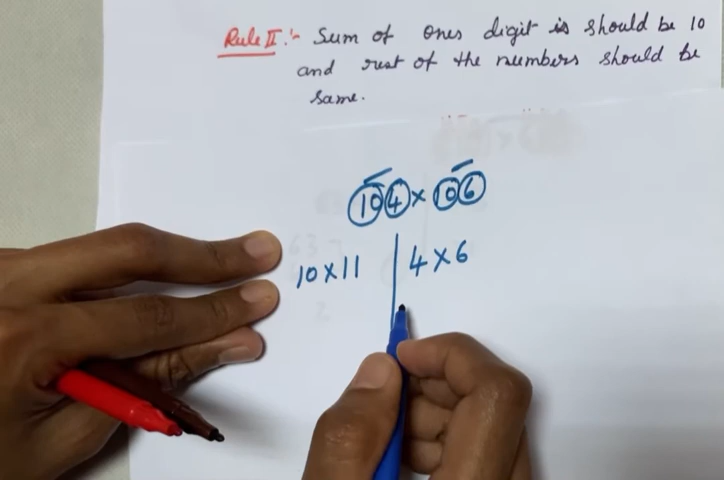 Rule II :- Sum of ones digit is should be 10
and rest of the numbers should be
same.
104 × 106
10 × 11 | 4 × 6